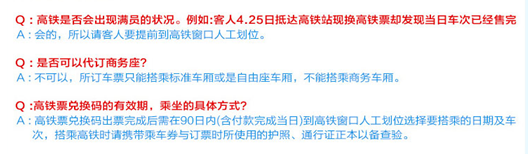 Q：高铁是否会出现满员的状况。例如:客人4.25日抵达高铁站现换高铁票却发现当日车次已经售完
A：会的，所以请客人要提前到高铁窗口人工划位。
Q：是否可以代订商务座？
A：不可以，所订车票只能搭乘标准车厢或是自由座车厢，不能搭乘商务车厢。
Q：高铁票兑换码的有效期，乘坐的具体方式？
A：高铁票兑换码出票完成后需在90日内(含付款完成当日)到高铁窗口人工划位选择要搭乘的日期及车
次，搭乘高铁时请携带乘车券与订票时所使用的护照、通行证正本以备查验。